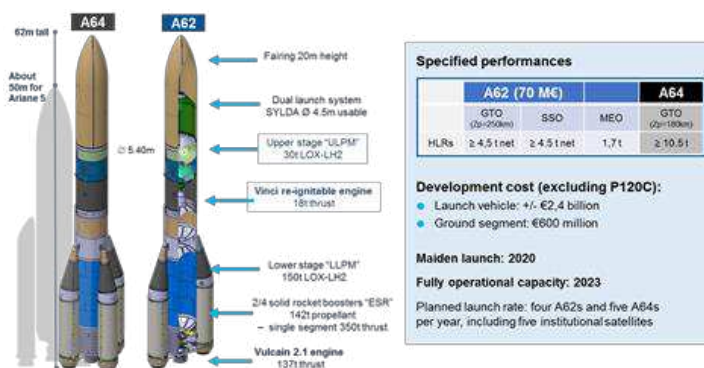 A64
A62
62m tall
About
50m for
Ariane 5
∅ 5.40m
Fairing 20m height
Dual launch system
SYLDA Ø 4.5m usable
Upper stage "ULPM"
30t LOX-LH2
Vinci re-ignitable engine
18t thrust
Lower stage "LLPM"
150t LOX-LH2
2/4 solid rocket boosters "ESR"
142t propellant
– single segment 350t thrust
Vulcain 2.1 engine
137t thrust
Specified performances
A62 (70 M€) A64
GTO SSO MEO GTO
(Zp=250km) (Zp=180km)
HLRs ≥ 4,5 t net ≥ 4.5 t net 1,7 t ≥ 10.5 t
Development cost (excluding P120C):
Launch vehicle: +/- €2,4 billion
Ground segment: €600 million
Maiden launch: 2020
Fully operational capacity: 2023
Planned launch rate: four A62s and five A64s
per year, including five institutional satellites